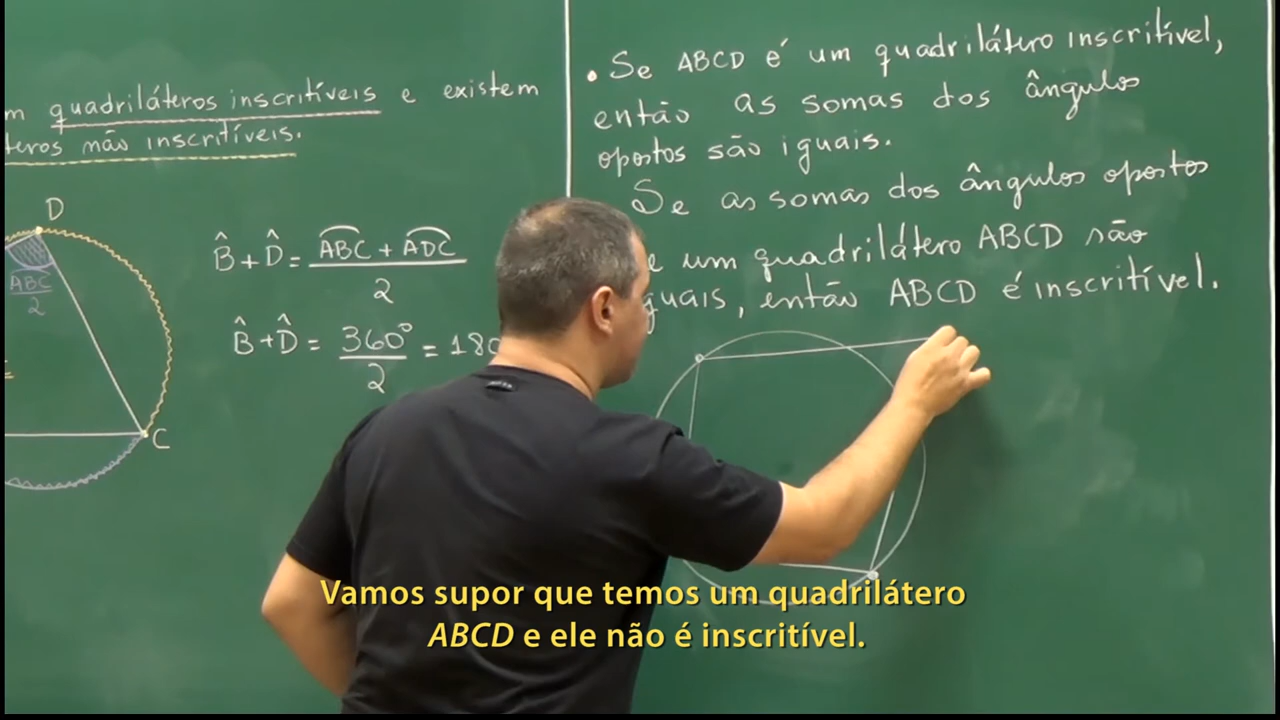 m quadriláteros inscritíveis e existem
teros não inscritíveis.
D
ABC
2
C
B̂ + D̂ = ABC + ADC
2
B̂ + D̂ = 360° = 180
2
• Se ABCD é um quadrilátero inscritível,
então as somas dos ângulos
opostos são iguais.
Se as somas dos ângulos opostos
e um quadrilátero ABCD são
guais, então ABCD é inscritível.
Vamos supor que temos um quadrilátero
ABCD e ele não é inscritível.